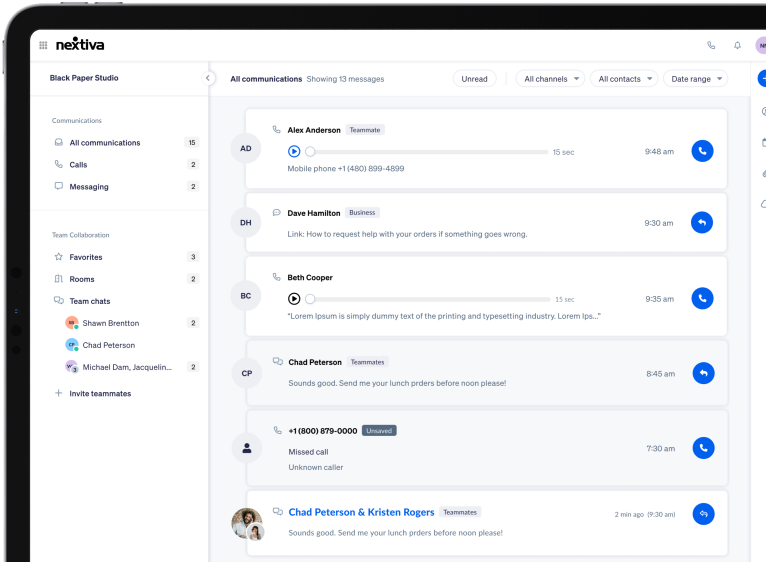 nextiva
NR
Black Paper Studio
All communications Showing 13 messages
Unread
All channels
All contacts
Date range
Communications
All communications 15
Calls 2
Messaging 2
Team Collaboration
Favorites 3
Rooms 2
Team chats
Shawn Brentton 2
CP Chad Peterson
3 Michael Dam, Jacquelin... 2
Invite teammates
AD
Alex Anderson Teammate
15 sec
9:48 am
Mobile phone +1 (480) 899-4899
DH
Dave Hamilton Business
9:30 am
Link: How to request help with your orders if something goes wrong.
BC
Beth Cooper
15 sec
9:35 am
“Lorem Ipsum is simply dummy text of the printing and typesetting industry. Lorem Ips...”
CP
Chad Peterson Teammates
8:45 am
Sounds good. Send me your lunch prders before noon please!
+1 (800) 879-0000 Unsaved
Missed call
7:30 am
Unknown caller
Chad Peterson & Kristen Rogers Teammates
2 min ago (9:30 am)
Sounds good. Send me your lunch prders before noon please!